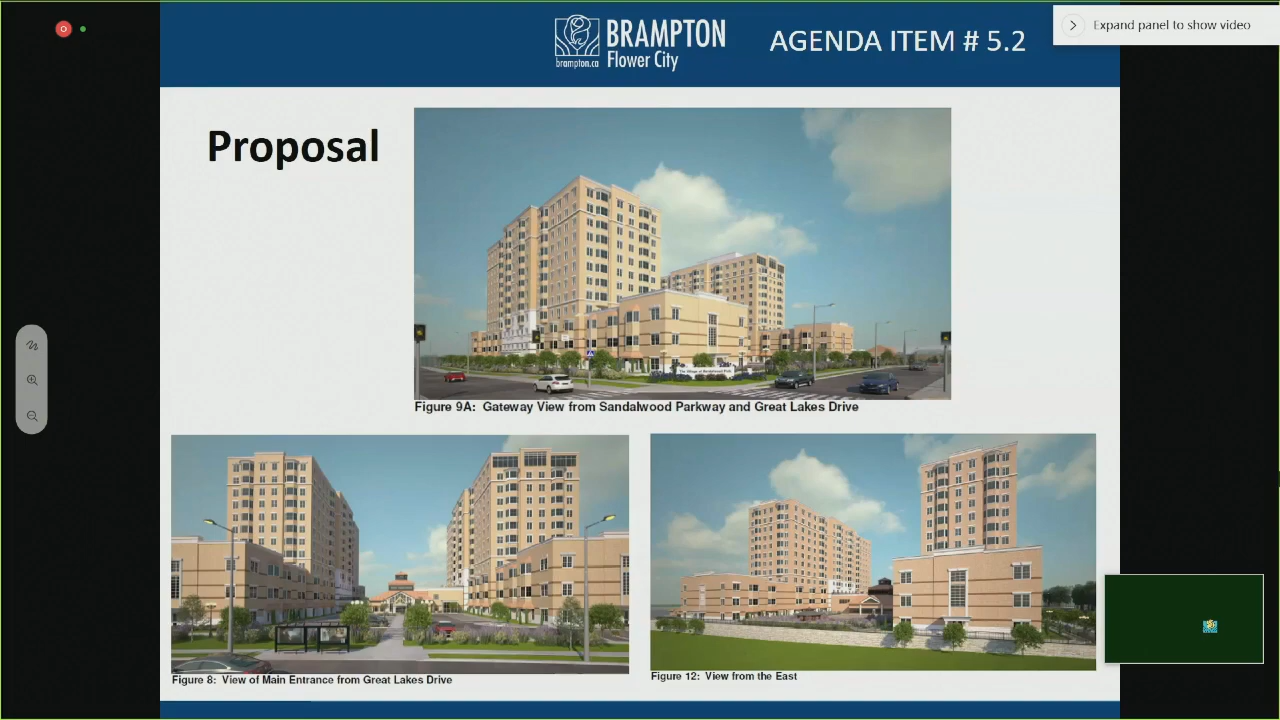 BRAMPTON
brampton.ca
Flower City
AGENDA ITEM # 5.2
Expand panel to show video
Proposal
Figure 9A: Gateway View from Sandalwood Parkway and Great Lakes Drive
Figure 8: View of Main Entrance from Great Lakes Drive
Figure 12: View from the East